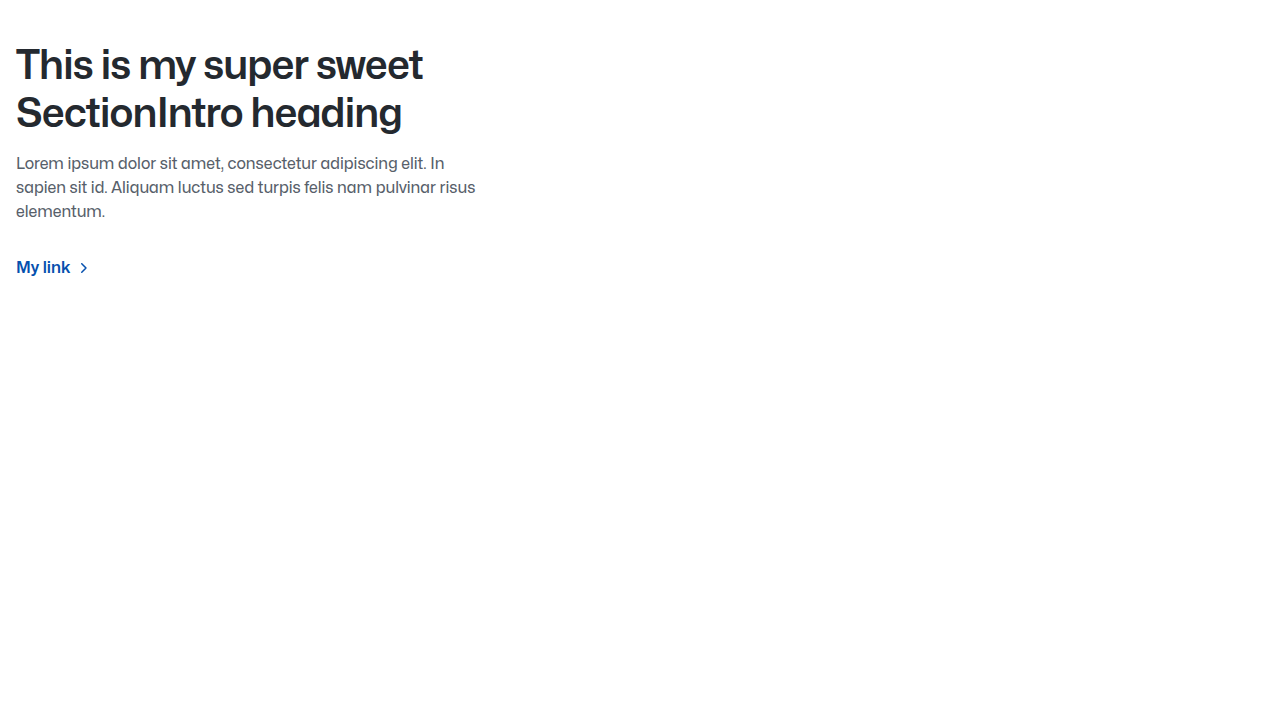 This is my super sweet
SectionIntro heading
Lorem ipsum dolor sit amet, consectetur adipiscing elit. In
sapien sit id. Aliquam luctus sed turpis felis nam pulvinar risus
elementum.
My link